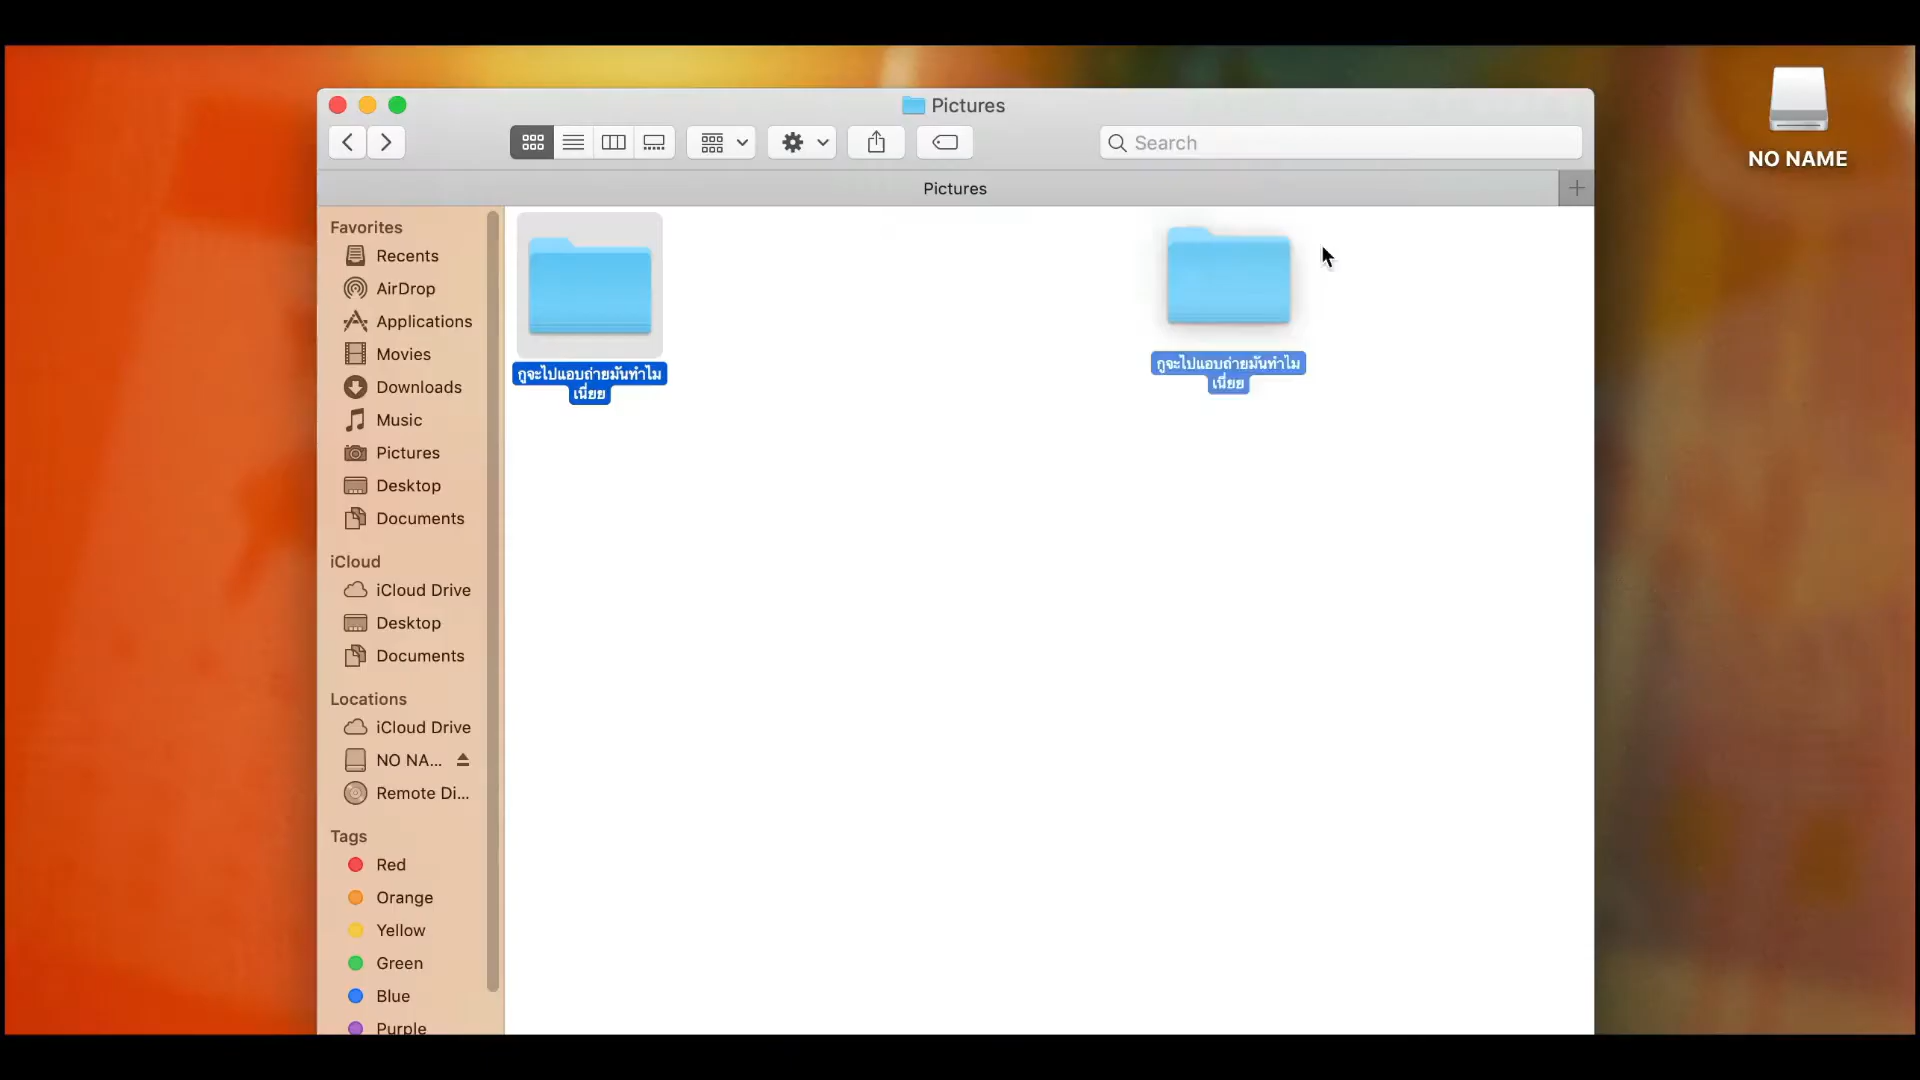 Pictures
Search
NO NAME
Pictures
Favorites
Recents
AirDrop
Applications
Movies
Downloads
Music
Pictures
Desktop
Documents
iCloud
iCloud Drive
Desktop
Documents
Locations
iCloud Drive
NO NA...
Remote Di...
Tags
Red
Orange
Yellow
Green
Blue
Purple
กูจะไปแอบถ่ายมันทำไม
เนี่ยย
กูจะไปแอบถ่ายมันทำไม
เนี่ยย